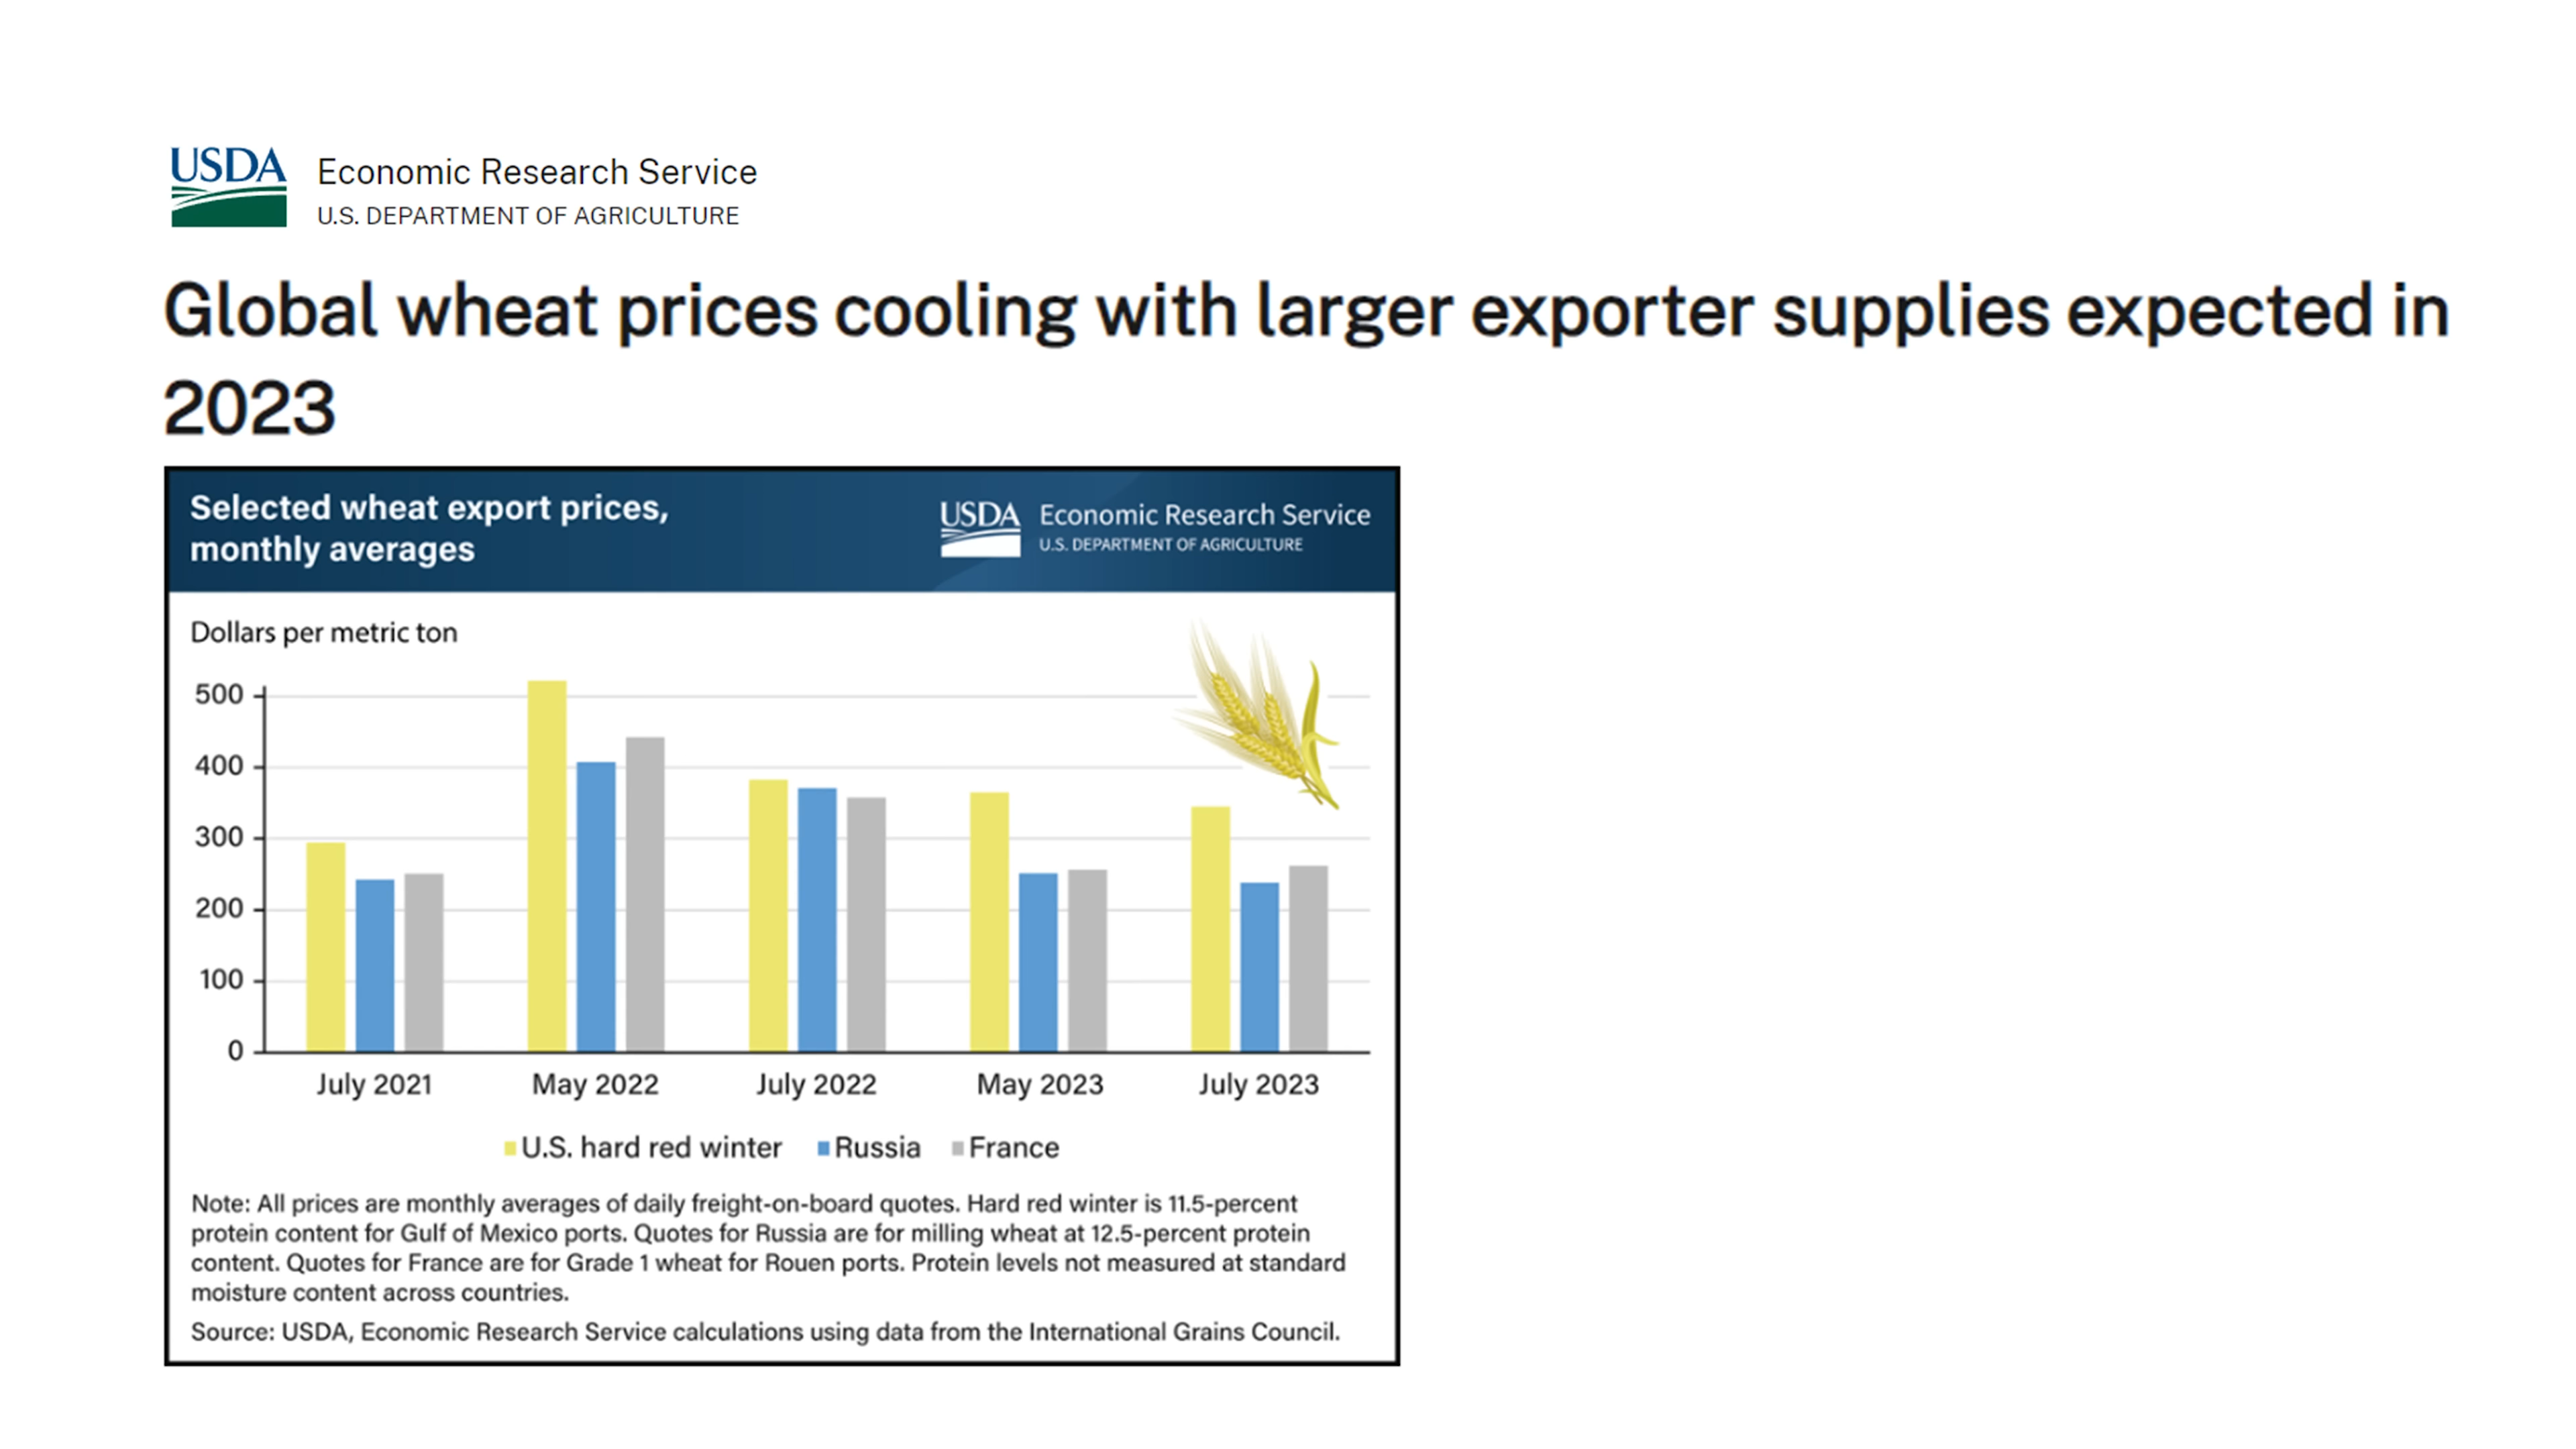 USDA
Economic Research Service
U.S. DEPARTMENT OF AGRICULTURE
Global wheat prices cooling with larger exporter supplies expected in
2023
Selected wheat export prices,
monthly averages
USDA
Economic Research Service
U.S. DEPARTMENT OF AGRICULTURE
Dollars per metric ton
500
400
300
200
100
0
July 2021
May 2022
July 2022
May 2023
July 2023
U.S. hard red winter
Russia
France
Note: All prices are monthly averages of daily freight-on-board quotes. Hard red winter is 11.5-percent
protein content for Gulf of Mexico ports. Quotes for Russia are for milling wheat at 12.5-percent protein
content. Quotes for France are for Grade 1 wheat for Rouen ports. Protein levels not measured at standard
moisture content across countries.
Source: USDA, Economic Research Service calculations using data from the International Grains Council.